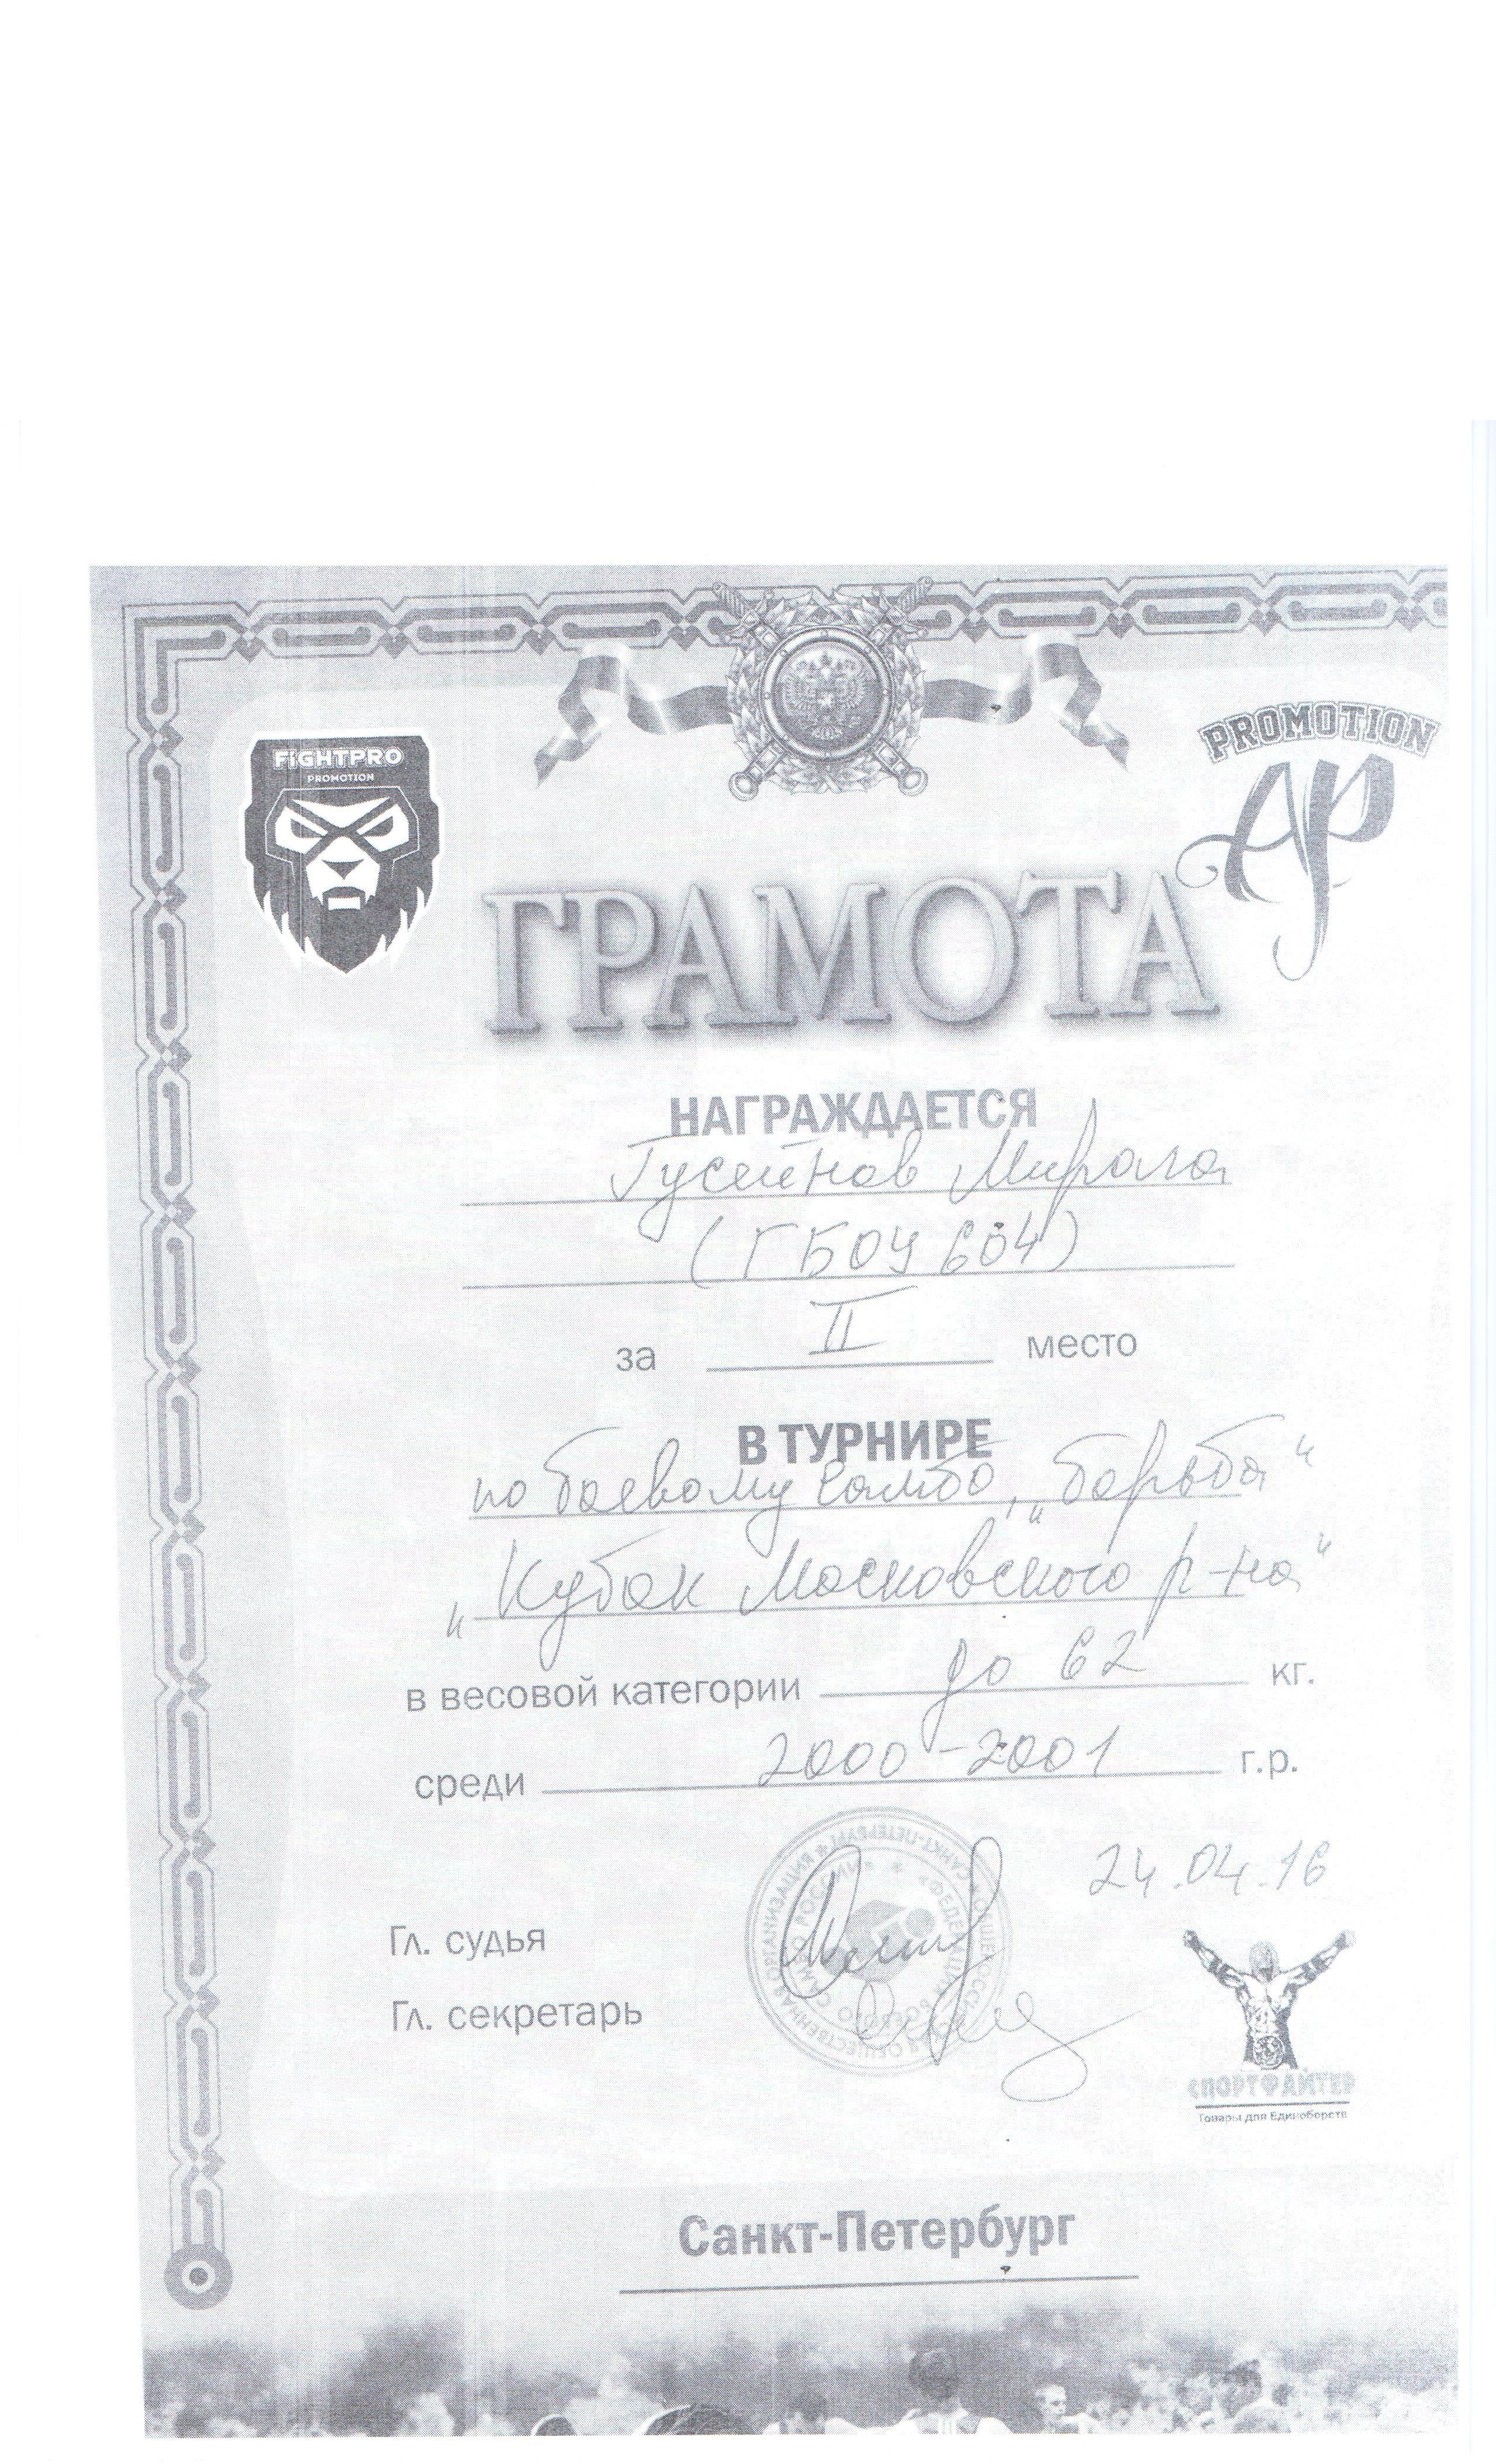 FIGHTPRO
PROMOTION
PROMOTION
AP
ГРАМОТА
НАГРАЖДАЕТСЯ
Гусейнов Мирала
(ГБОУ 604)
за II место
В ТУРНИРЕ
по боевому самбо, „борьба“
„Кубок Московского р-на“
в весовой категории до 62 кг.
среди 2000-2001 г.р.
24.04.16
Гл. судья
Гл. секретарь
СПОРТФАЙТЕР
Товары для Единоборств
Санкт-Петербург